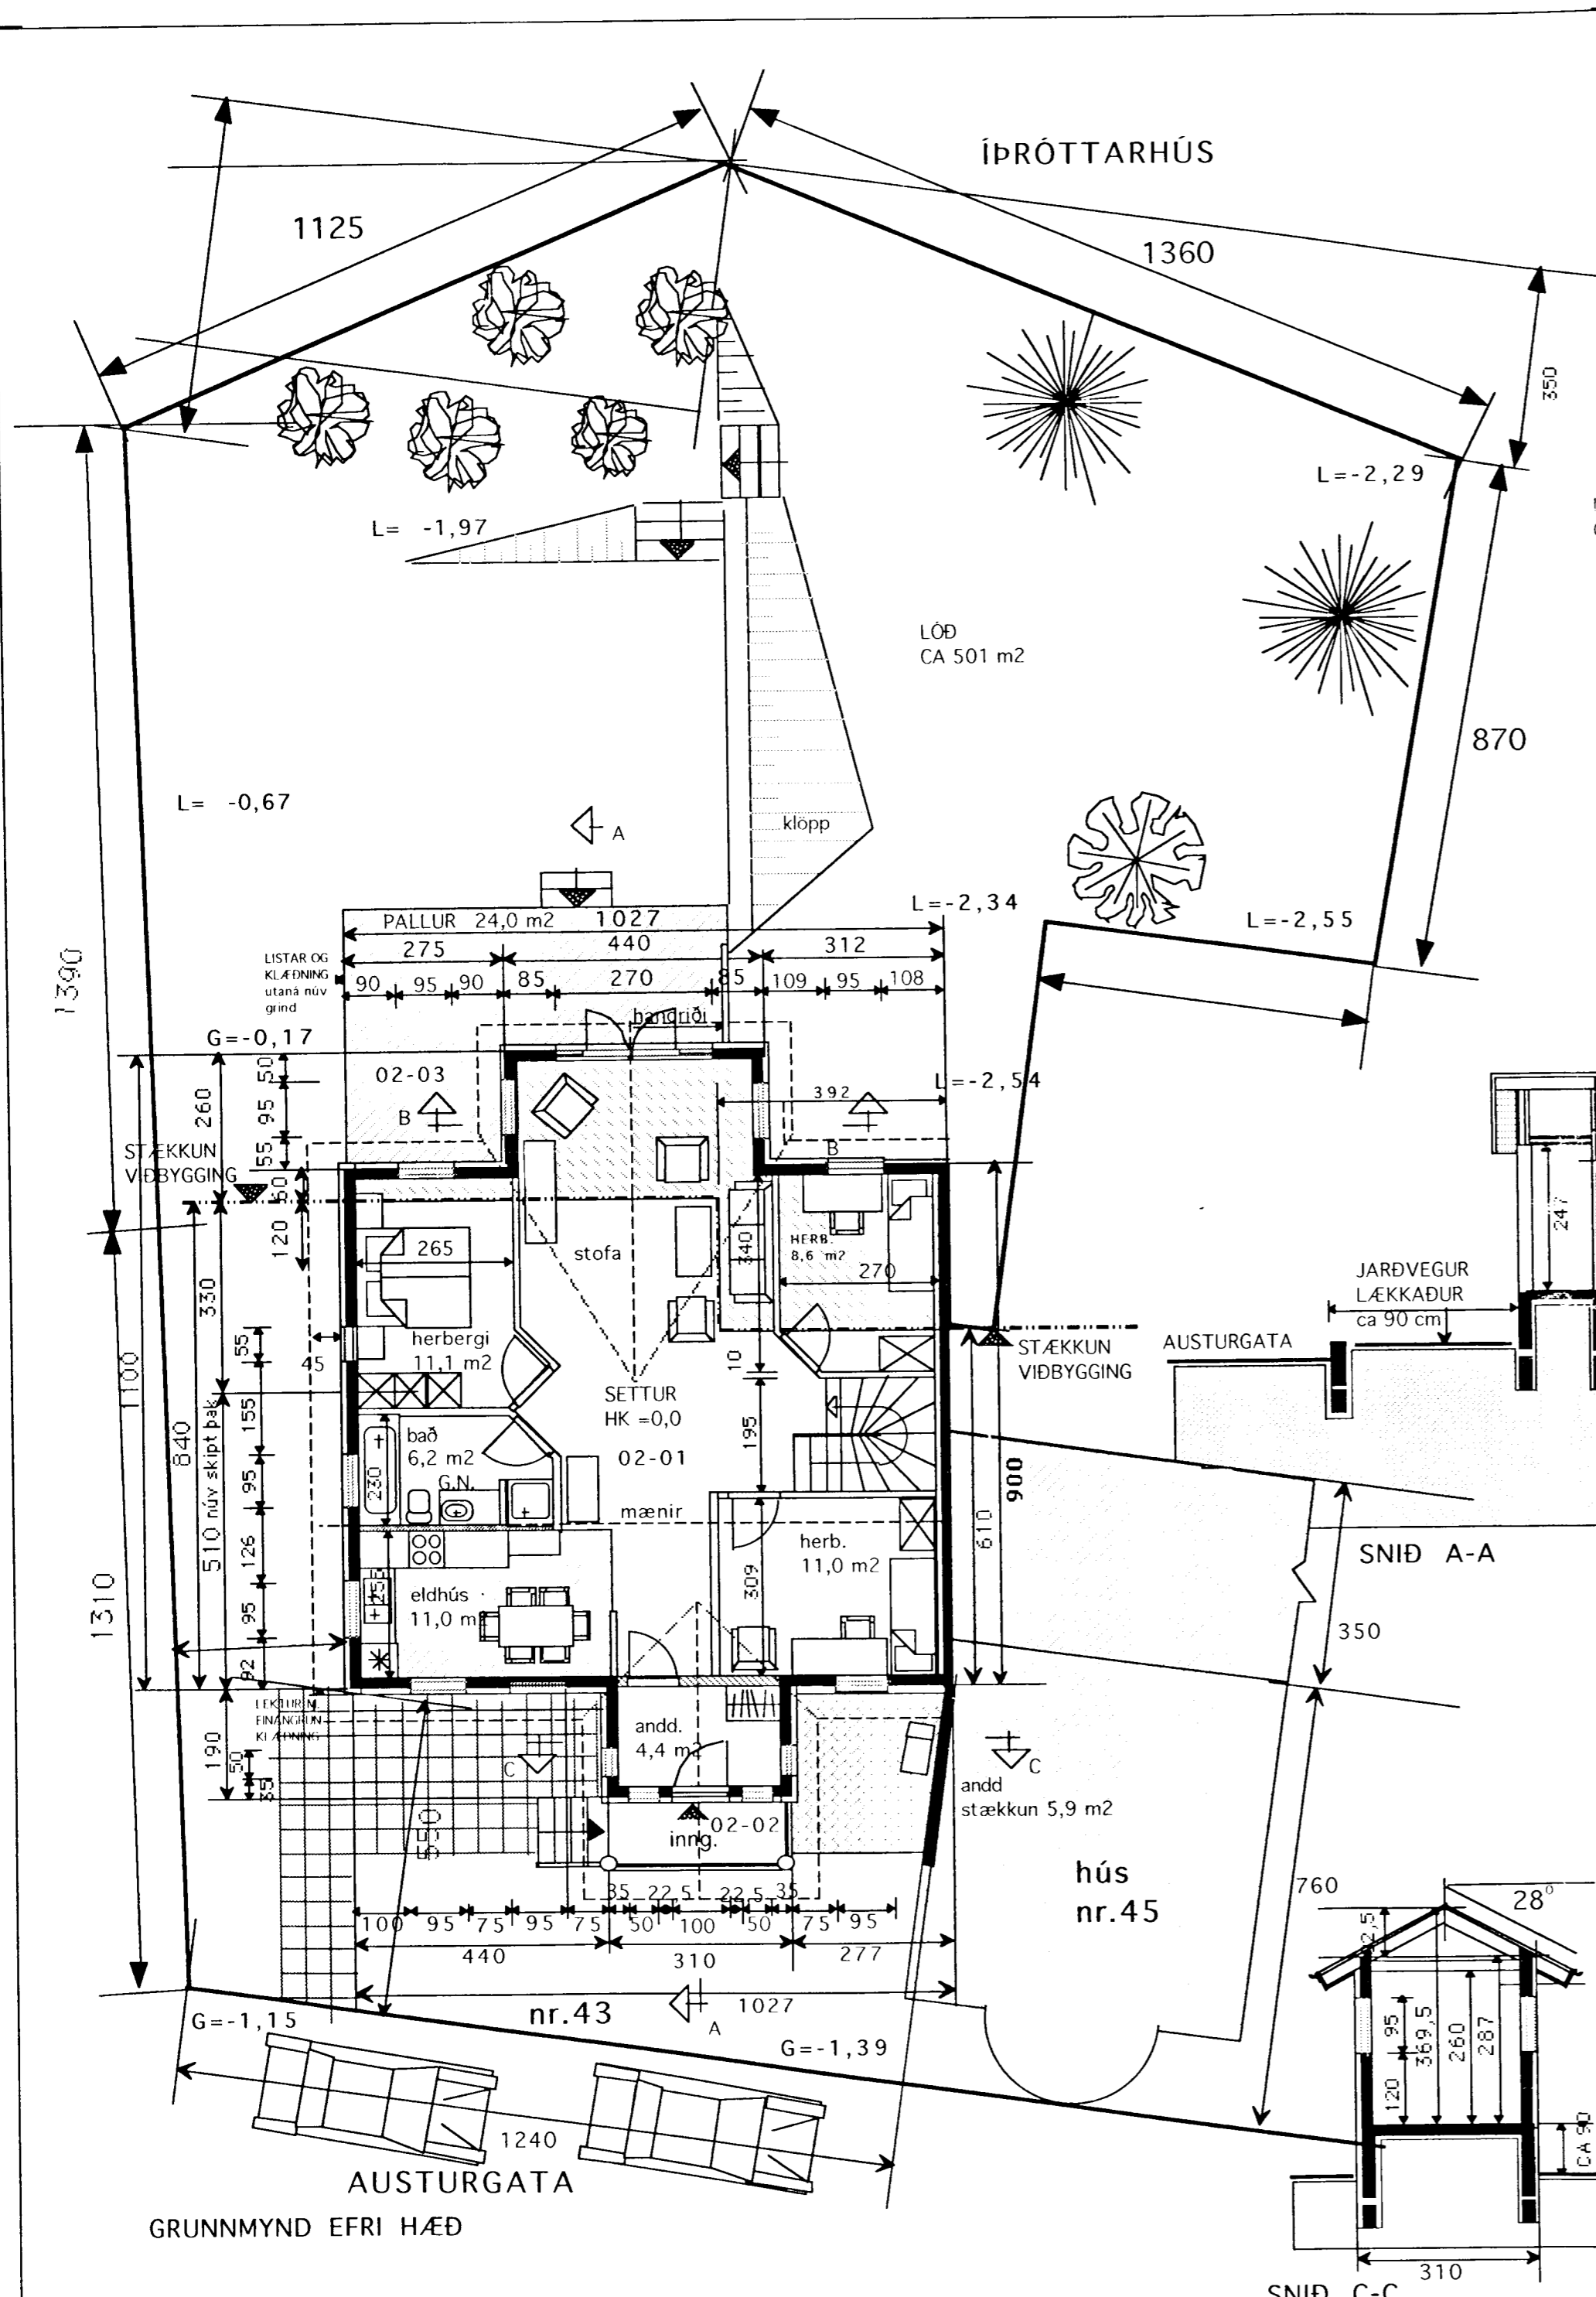 ÍÞRÓTTARHÚS
1125
1360
350
L=-2,29
L= -1,97
LÓÐ
CA 501 m2
870
L= -0,67
A
klöpp
L=-2,34
L=-2,55
PALLUR 24,0 m2 1027
275 440 312
LISTAR OG
KLÆÐNING
utaná núv
grind
90 95 90 85 270 85 109 95 108
1390
handriði
G=-0,17
02-03
L=-2,54
392
50
260
95
B
B
55
STÆKKUN
VIÐBYGGING
60
120
265
stofa
340
HERB.
8,6 m2
270
247
JARÐVEGUR
LÆKKAÐUR
ca 90 cm
AUSTURGATA
330
herbergi
11,1 m2
55
45
STÆKKUN
VIÐBYGGING
10
1100
SETTUR
HK =0,0
155
840
510 núv skipt þak
bað
6,2 m2
G.N.
230
195
02-01
95
900
mænir
610
126
herb.
11,0 m2
SNIÐ A-A
1310
eldhús
11,0 m2
309
95
350
92
LEKTUR M.
EINANGRUN
KLÆÐNING
andd.
4,4 m2
190
50
35
C
C
andd
stækkun 5,9 m2
550
02-02
inng.
hús
nr.45
760
28°
35 22,5 22,5 35
100 95 75 95 75 50 100 50 75 95
440 310 277
nr.43
A
1027
G=-1,15
G=-1,39
95
369,5
260
287
120
CA 90
1240
AUSTURGATA
GRUNNMYND EFRI HÆÐ
310
SNIÐ C-C